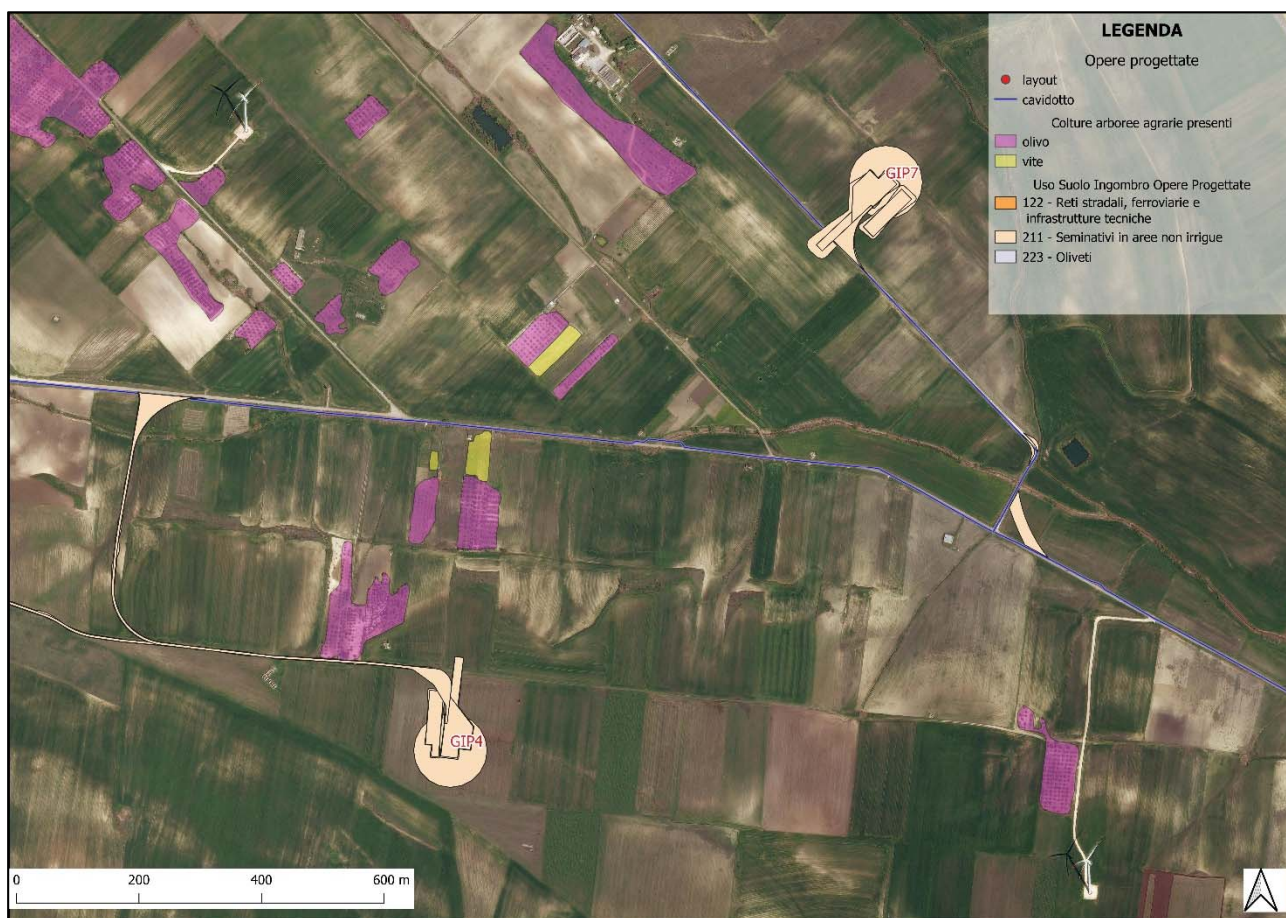 LEGENDA
Opere progettate
layout
cavidotto
Colture arboree agrarie presenti
olivo
vite
Uso Suolo Ingombro Opere Progettate
122 - Reti stradali, ferroviarie e
infrastrutture tecniche
211 - Seminativi in aree non irrigue
223 - Oliveti
GIP7
GIP4
0 200 400 600 m